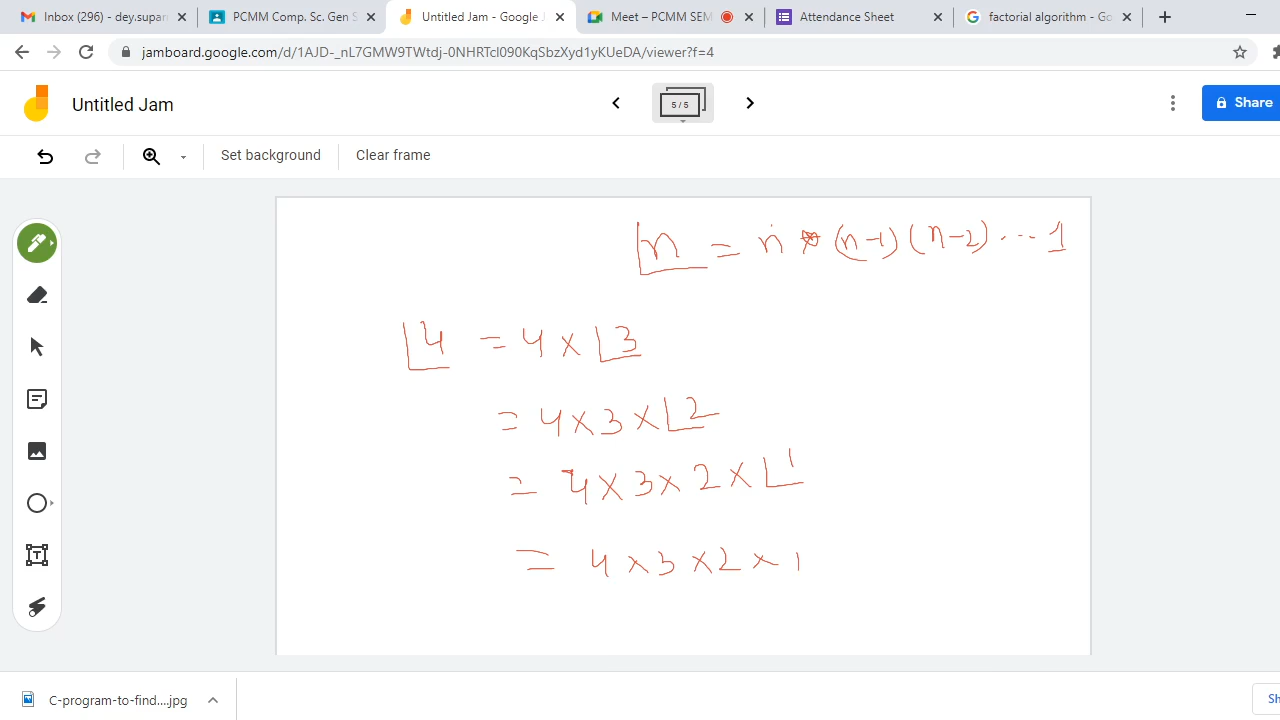 Inbox (296) - dey.supar
PCMM Comp. Sc. Gen S
Untitled Jam - Google J
Meet – PCMM SEM
Attendance Sheet
factorial algorithm - Go
jamboard.google.com/d/1AJD-_nL7GMW9TWtdj-0NHRTcl090KqSbzXyd1yKUeDA/viewer?f=4
Untitled Jam
5 / 5
Share
Set background
Clear frame
⌊n = n * (n-1) (n-2) ... 1
⌊4 = 4 × ⌊3
= 4 × 3 × ⌊2
= 4 × 3 × 2 × ⌊1
= 4 × 3 × 2 × 1
C-program-to-find....jpg
Sh